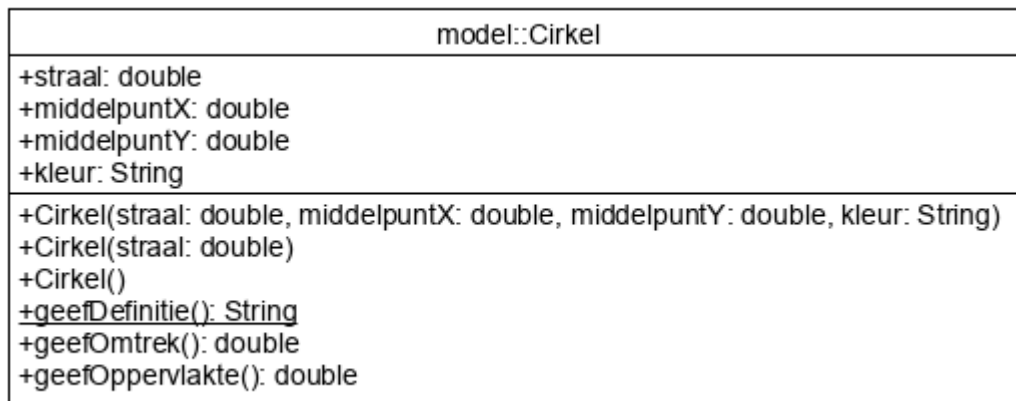 model::Cirkel
+straal: double
+middelpuntX: double
+middelpuntY: double
+kleur: String
+Cirkel(straal: double, middelpuntX: double, middelpuntY: double, kleur: String)
+Cirkel(straal: double)
+Cirkel()
+geefDefinitie(): String
+geefOmtrek(): double
+geefOppervlakte(): double